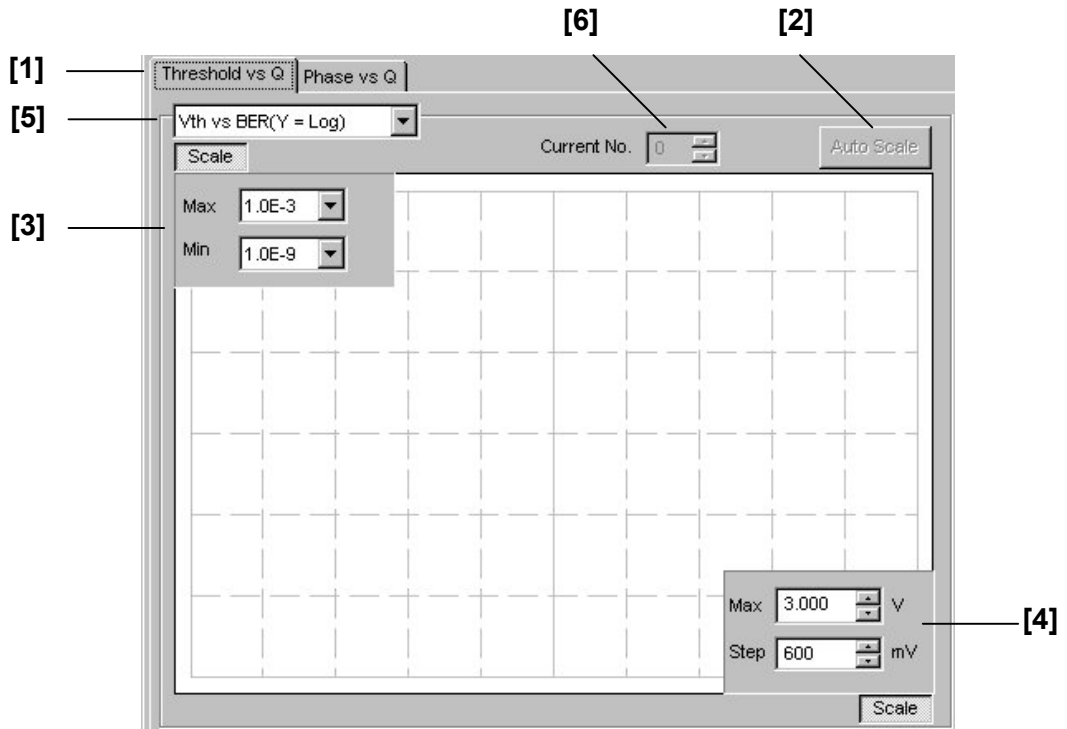 [6] [2]
[1] Threshold vs Q Phase vs Q
[5] Vth vs BER(Y = Log)
Scale Current No. 0 Auto Scale
[3] Max 1.0E-3
Min 1.0E-9
Max 3.000 V
[4]
Step 600 mV
Scale